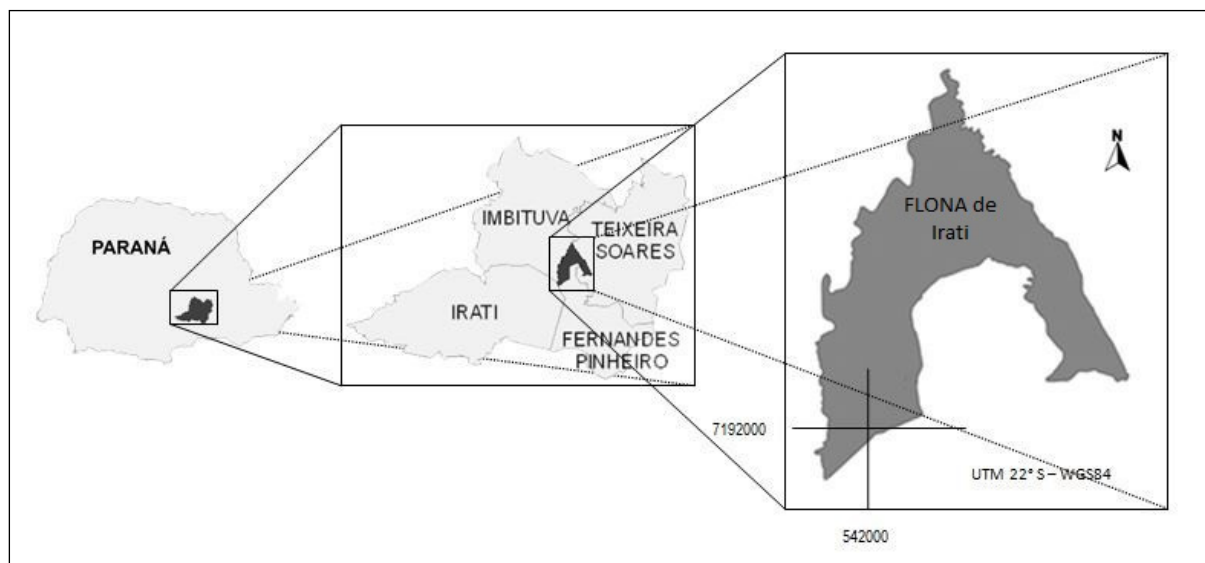 PARANÁ
IMBITUVA
TEIXEIRA
SOARES
IRATI
FERNANDES
PINHEIRO
N
FLONA de
Irati
7192000
UTM 22° S – WGS84
542000